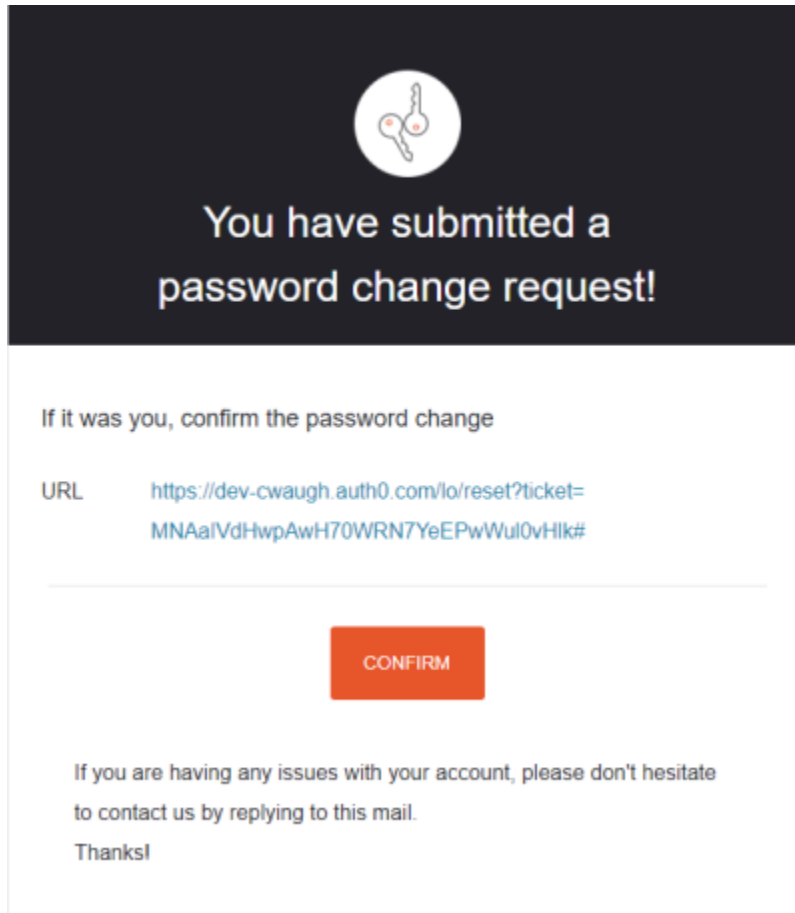 You have submitted a
password change request!
If it was you, confirm the password change
URL https://dev-cwaugh.auth0.com/lo/reset?ticket=
MNAaIVdHwpAwH70WRN7YeEPwWuI0vHIk#
CONFIRM
If you are having any issues with your account, please don't hesitate
to contact us by replying to this mail.
Thanks!